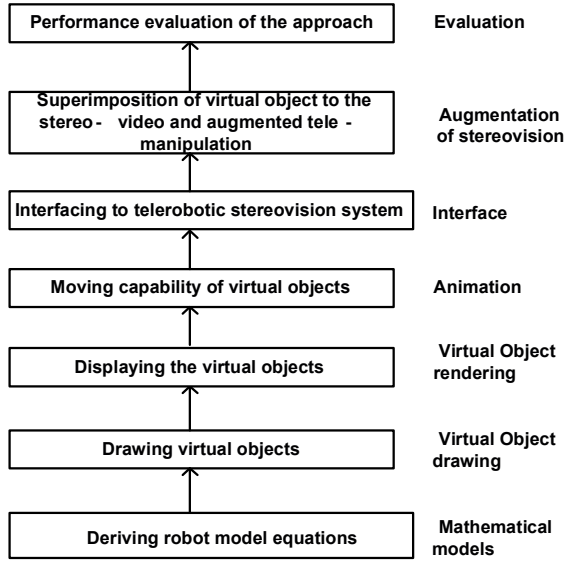 Performance evaluation of the approach
Evaluation
Superimposition of virtual object to the
stereo- video and augmented tele -
manipulation
Augmentation
of stereovision
Interfacing to telerobotic stereovision system
Interface
Moving capability of virtual objects
Animation
Displaying the virtual objects
Virtual Object
rendering
Drawing virtual objects
Virtual Object
drawing
Deriving robot model equations
Mathematical
models